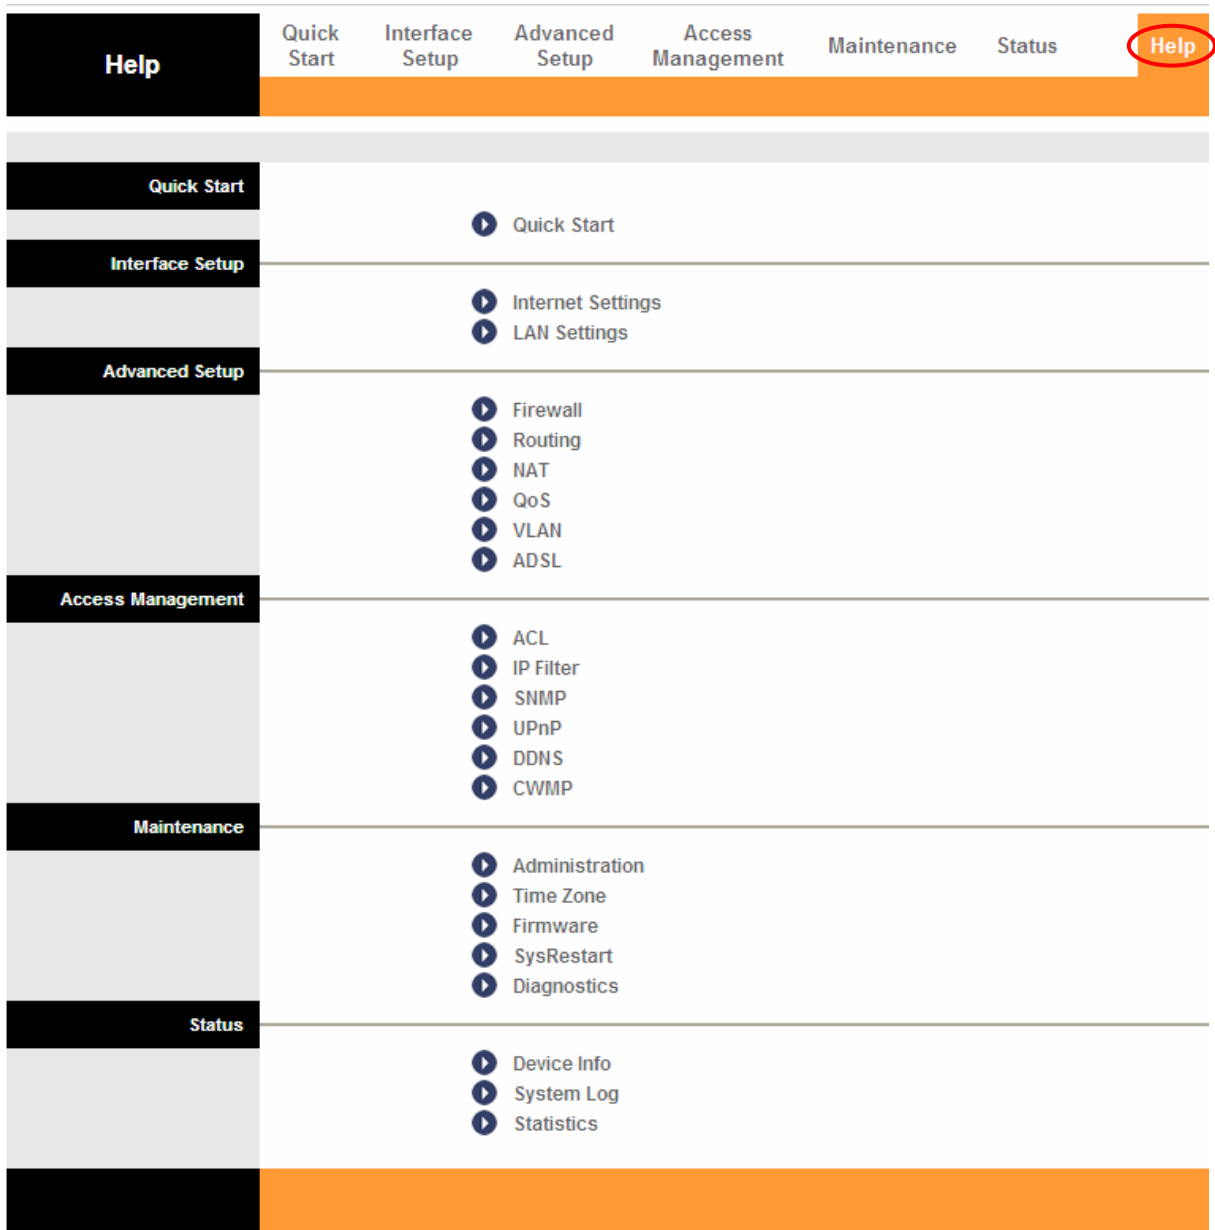 Help
Quick Start
Interface Setup
Advanced Setup
Access Management
Maintenance
Status
Help
Quick Start
Quick Start
Interface Setup
Internet Settings
LAN Settings
Advanced Setup
Firewall
Routing
NAT
QoS
VLAN
ADSL
Access Management
ACL
IP Filter
SNMP
UPnP
DDNS
CWMP
Maintenance
Administration
Time Zone
Firmware
SysRestart
Diagnostics
Status
Device Info
System Log
Statistics